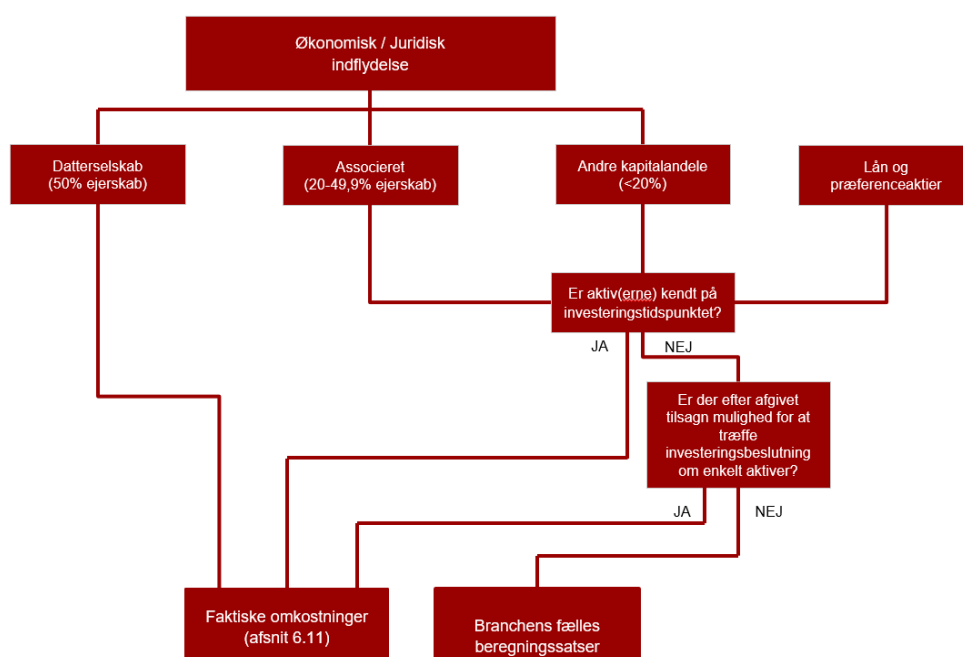 Økonomisk / Juridisk
indflydelse
Datterselskab
(50% ejerskab)
Associeret
(20-49,9% ejerskab)
Andre kapitalandele
(<20%)
Lån og
præferenceaktier
Er aktiv(erne) kendt på
investeringstidspunktet?
JA
NEJ
Er der efter afgivet
tilsagn mulighed for at
træffe
investeringsbeslutning
om enkelt aktiver?
JA
NEJ
Faktiske omkostninger
(afsnit 6.11)
Branchens fælles
beregningssatser